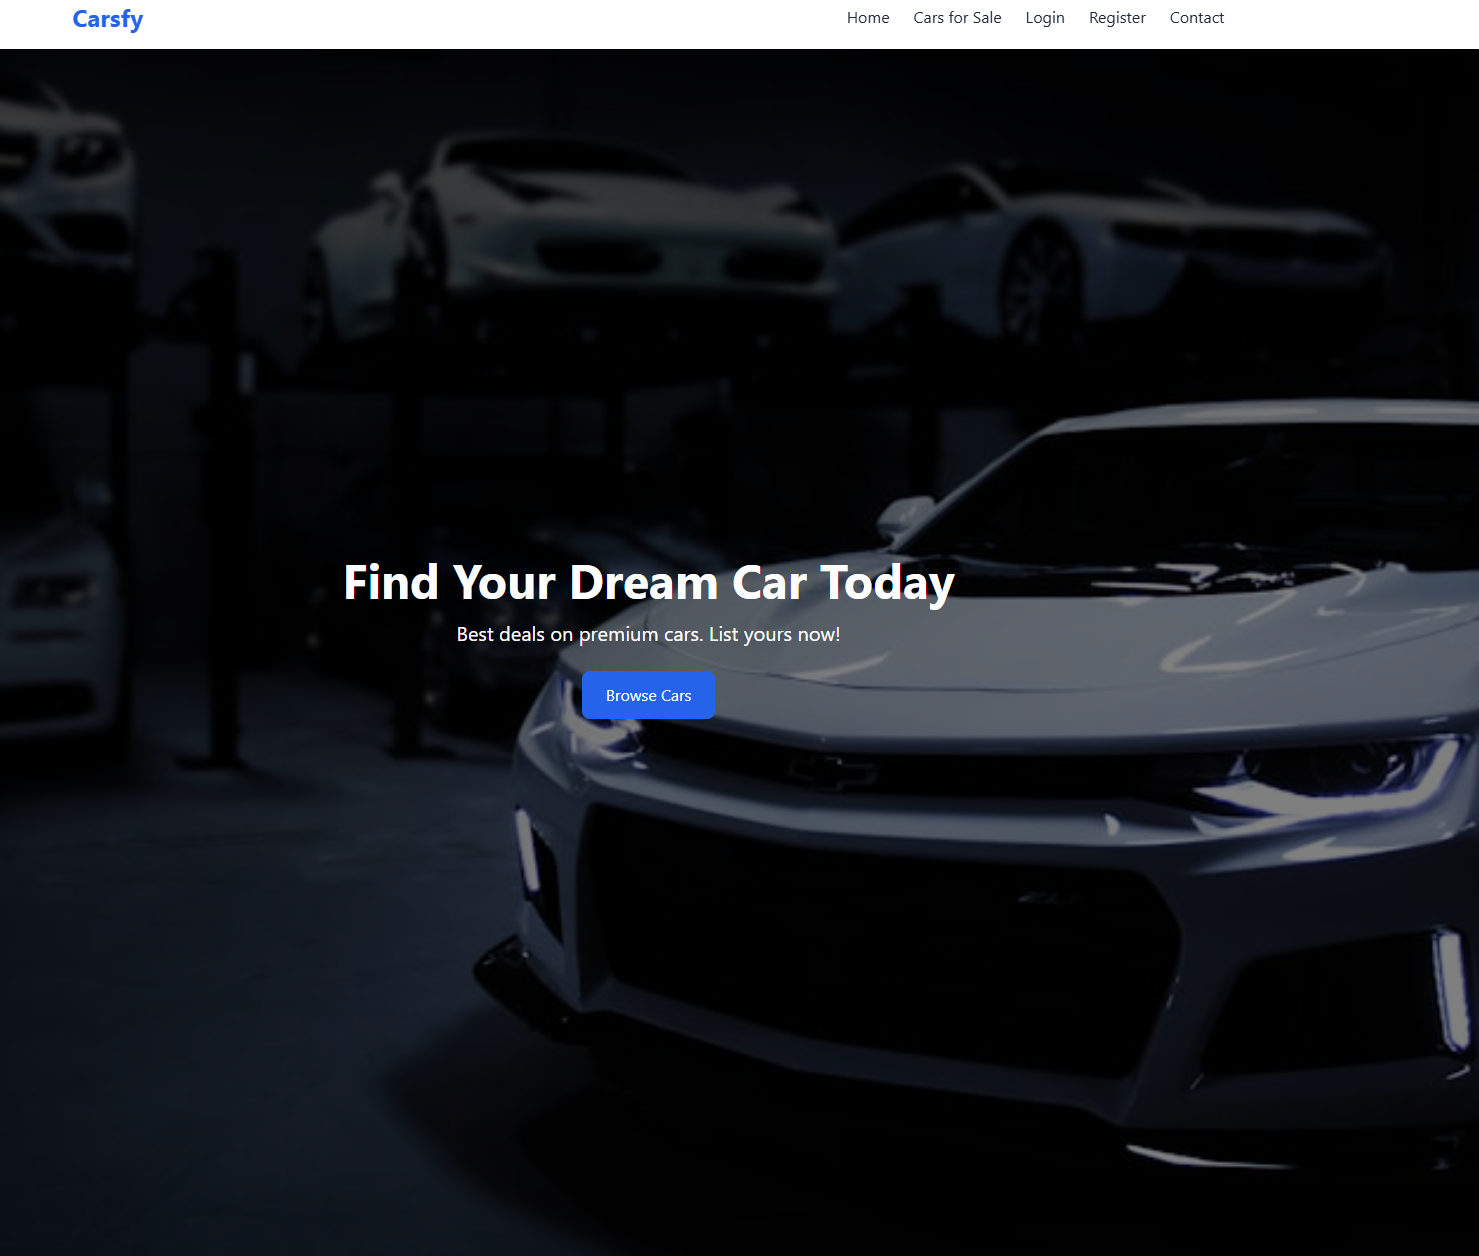 Carsfy
Home Cars for Sale Login Register Contact
Find Your Dream Car Today
Best deals on premium cars. List yours now!
Browse Cars